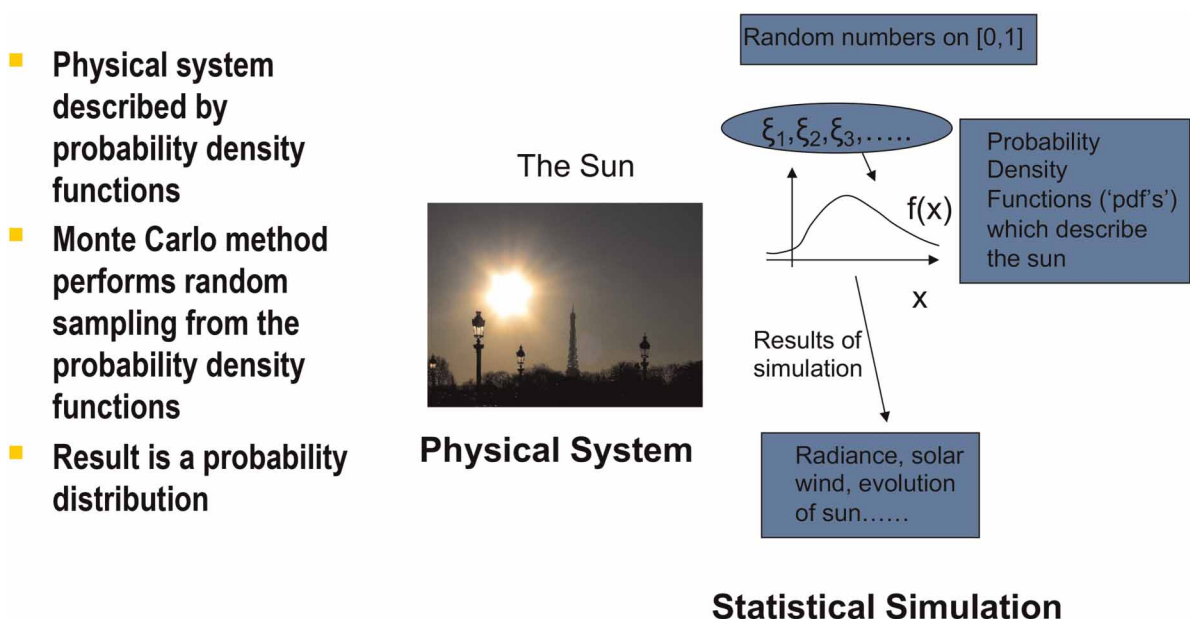 Physical system
described by
probability density
functions
Monte Carlo method
performs random
sampling from the
probability density
functions
Result is a probability
distribution
The Sun
Physical System
Random numbers on [0,1]
ξ1,ξ2,ξ3,…..
f(x)
x
Probability
Density
Functions (‘pdf’s’)
which describe
the sun
Results of
simulation
Radiance, solar
wind, evolution
of sun……
Statistical Simulation